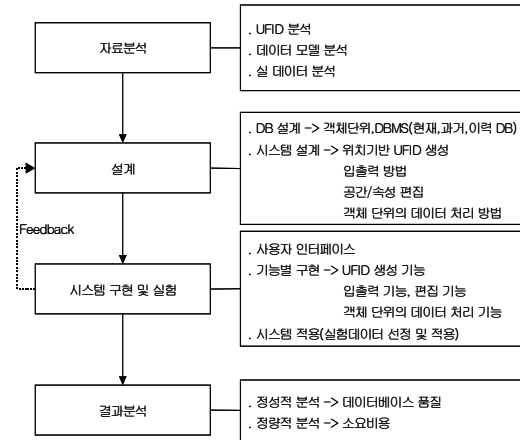 자료분석
. UFID 분석
. 데이터 모델 분석
. 실 데이터 분석
설계
. DB 설계 -> 객체단위,DBMS(현재,과거,이력 DB)
. 시스템 설계 -> 위치기반 UFID 생성
입출력 방법
공간/속성 편집
객체 단위의 데이터 처리 방법
Feedback
시스템 구현 및 실험
. 사용자 인터페이스
. 기능별 구현 -> UFID 생성 기능
입출력 기능, 편집 기능
객체 단위의 데이터 처리 기능
. 시스템 적용(실험데이터 선정 및 적용)
결과분석
. 정성적 분석 -> 데이터베이스 품질
. 정량적 분석 -> 소요비용